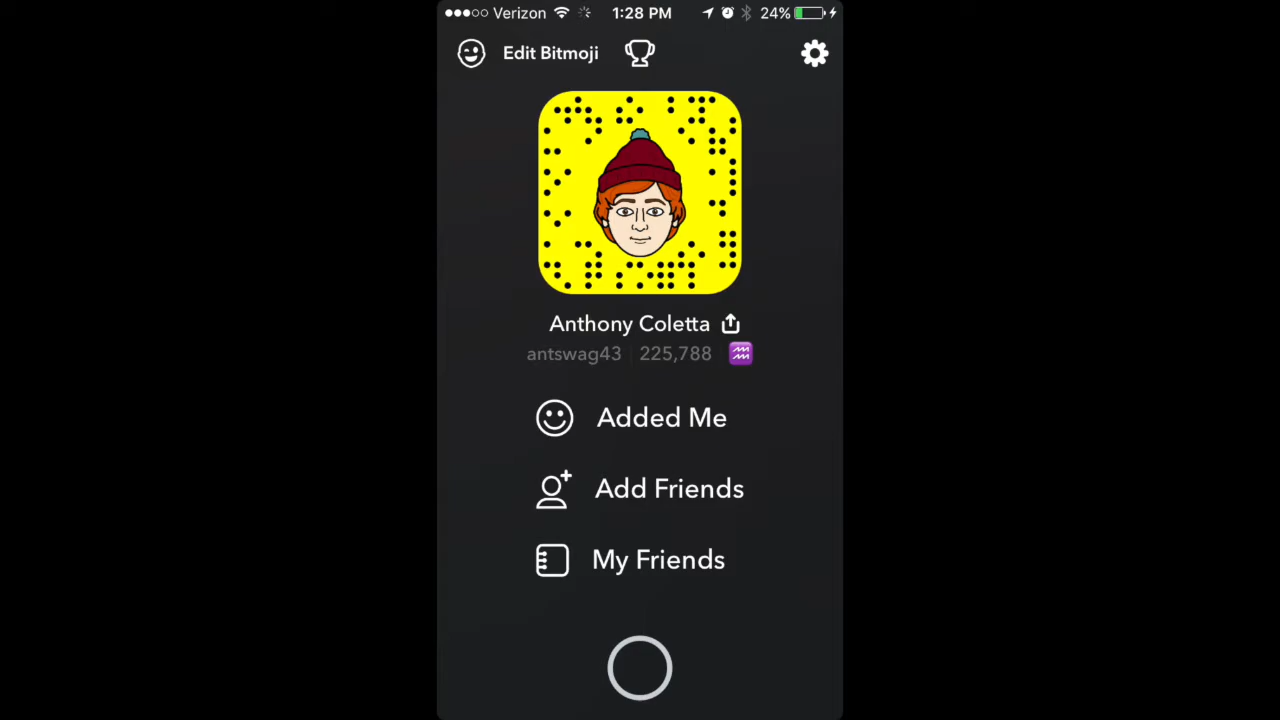 Verizon 1:28 PM 24%
Edit Bitmoji
Anthony Coletta
antswag43 225,788 ♒
Added Me
Add Friends
My Friends